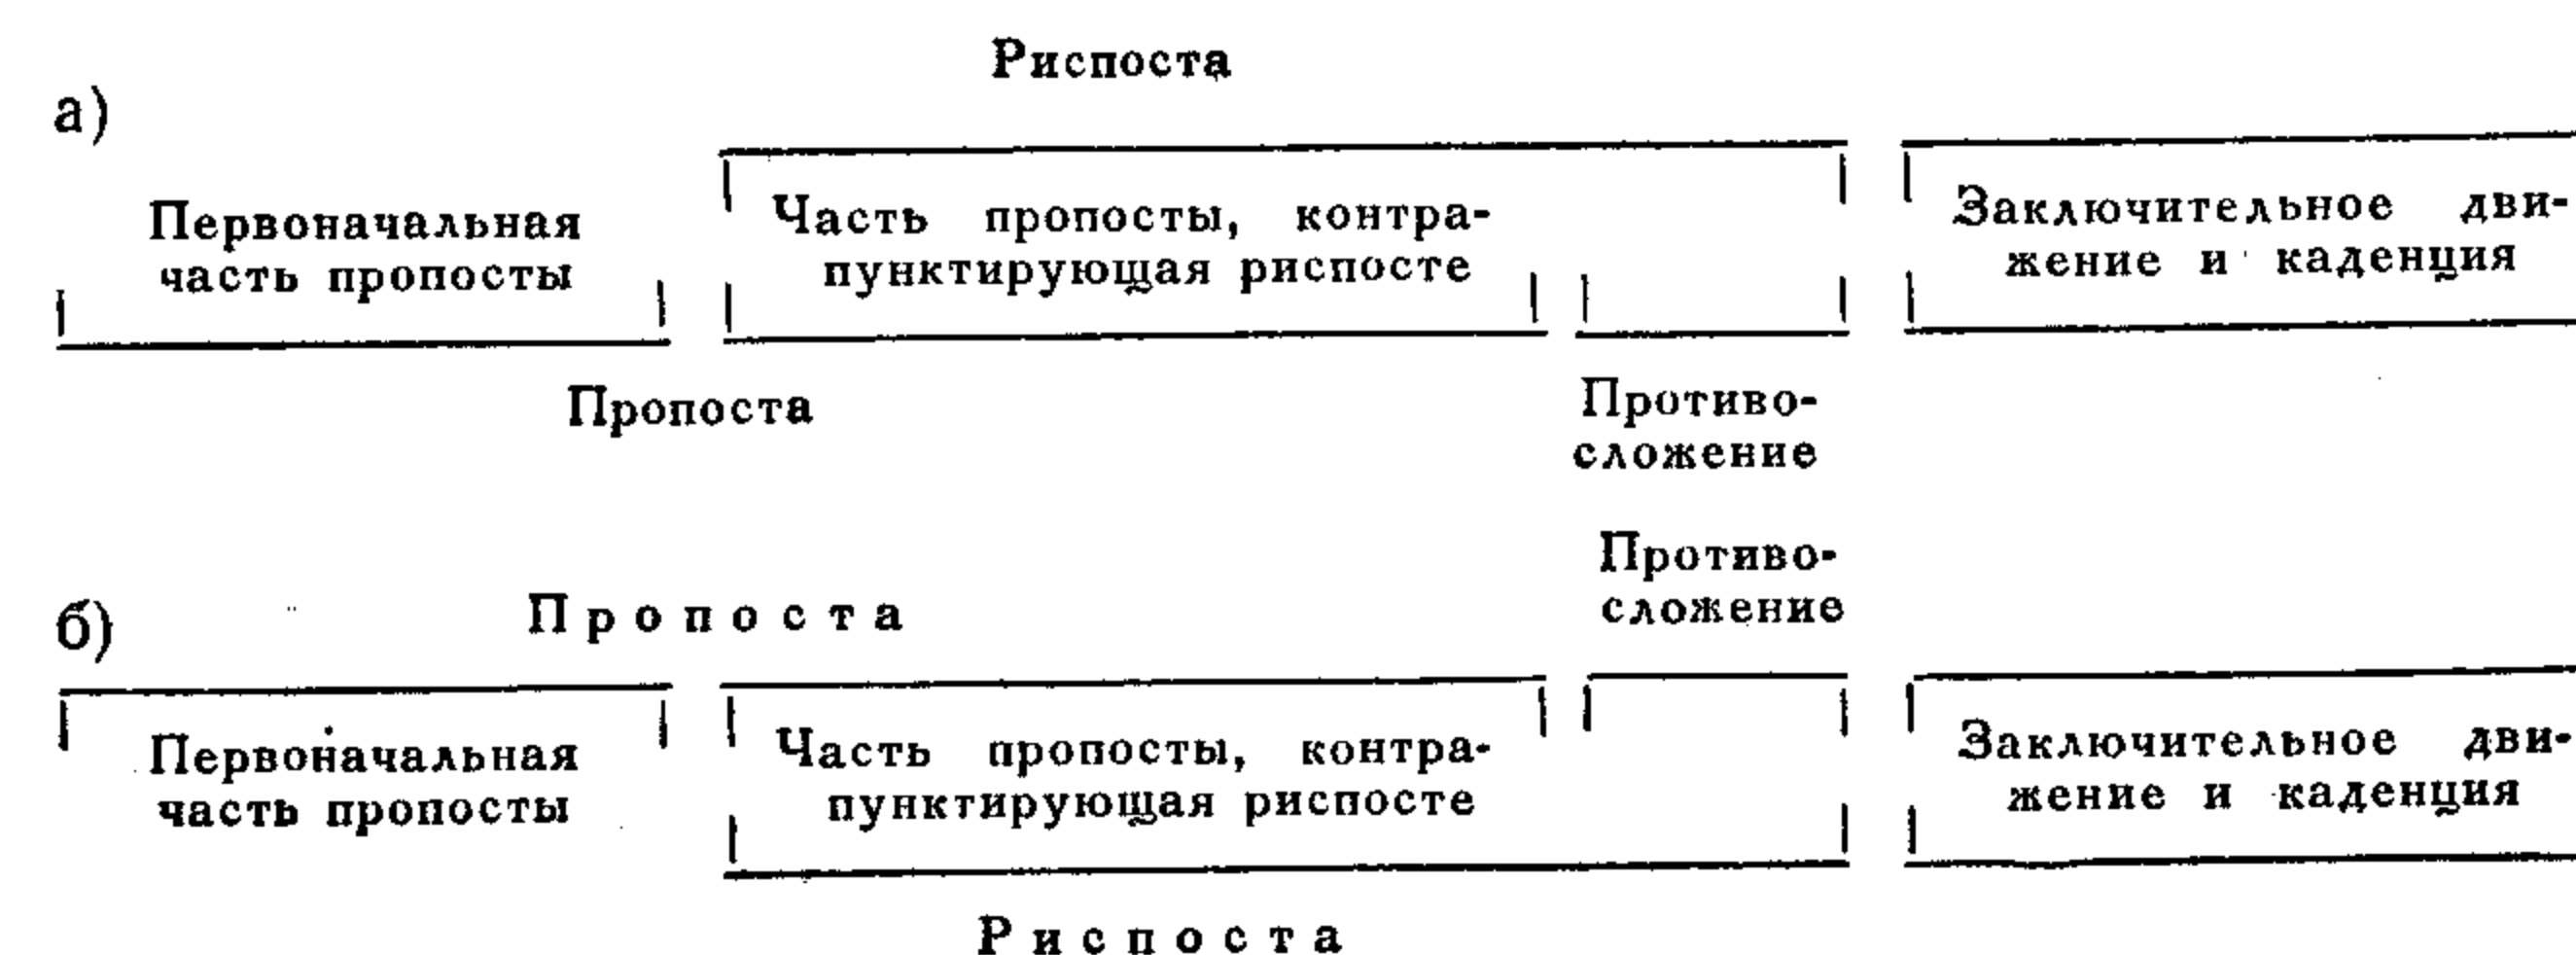 Риспоста
а)
Первоначальная
часть пропосты
Часть пропосты, контра-
пунктирующая риспосте
Заключительное дви-
жение и каденция
Пропоста
Противо-
сложение
Противо-
сложение
б)
Пропоста
Первоначальная
часть пропосты
Часть пропосты, контра-
пунктирующая риспосте
Заключительное дви-
жение и каденция
Риспоста